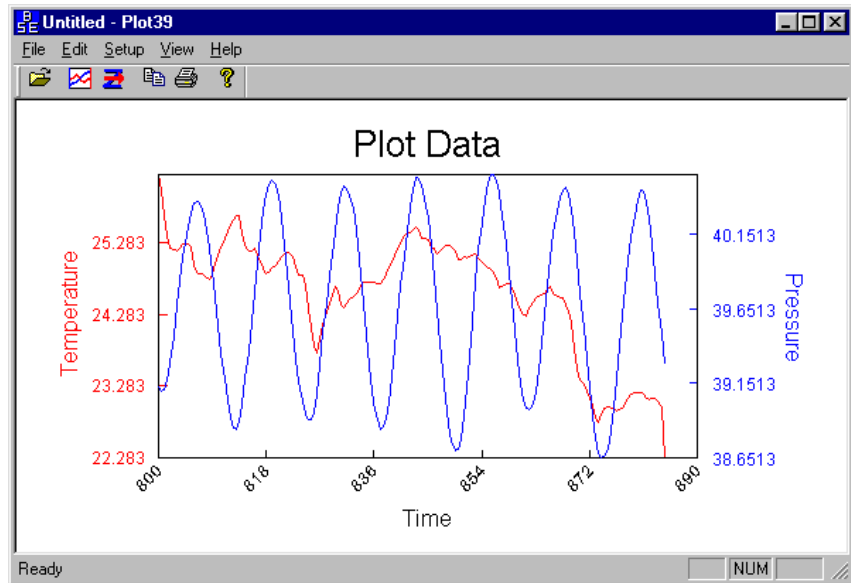 BSE Untitled - Plot39
File Edit Setup View Help
Plot Data
Temperature
25.283
24.283
23.283
22.283
40.1513
39.6513
39.1513
38.6513
Pressure
800 818 836 854 872 890
Time
Ready NUM